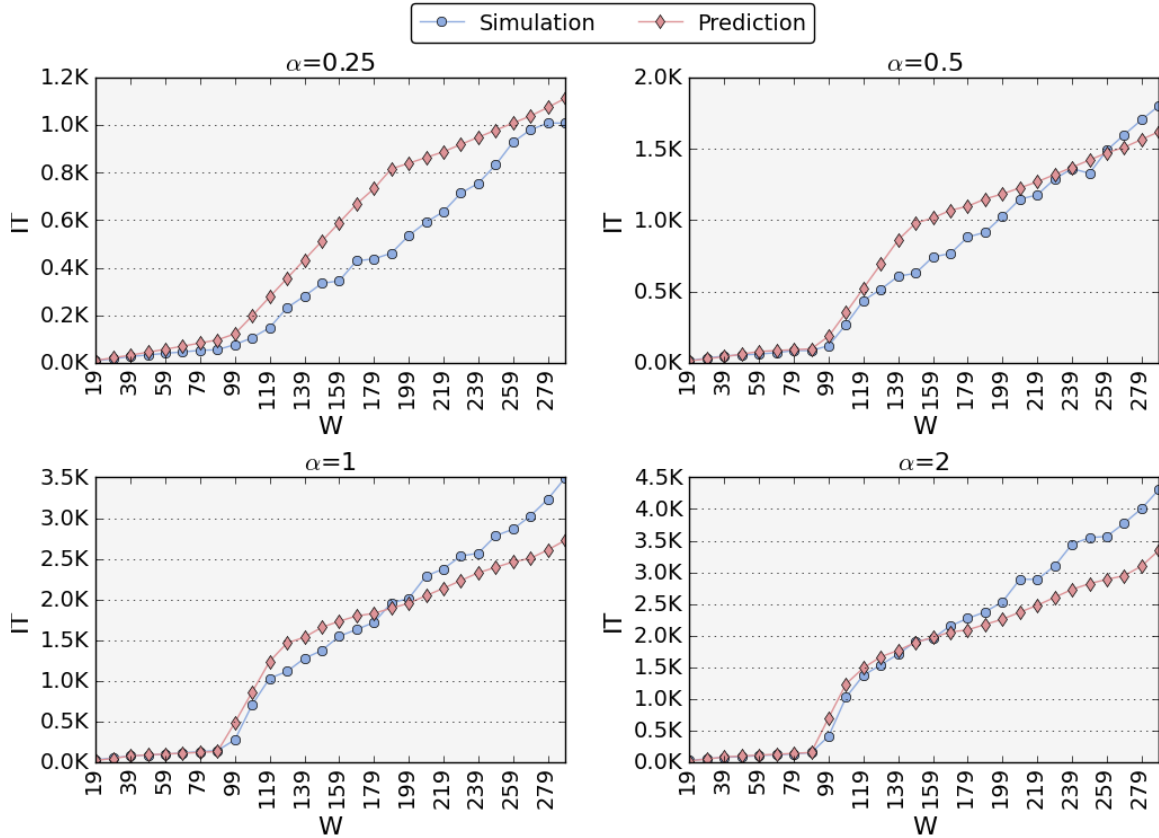 Simulation Prediction
α=0.25
1.2K
1.0K
0.8K
0.6K
0.4K
0.2K
0.0K
IT
19 39 59 79 99 119 139 159 179 199 219 239 259 279
W
α=0.5
2.0K
1.5K
1.0K
0.5K
0.0K
IT
19 39 59 79 99 119 139 159 179 199 219 239 259 279
W
α=1
3.5K
3.0K
2.5K
2.0K
1.5K
1.0K
0.5K
0.0K
IT
19 39 59 79 99 119 139 159 179 199 219 239 259 279
W
α=2
4.5K
4.0K
3.5K
3.0K
2.5K
2.0K
1.5K
1.0K
0.5K
0.0K
IT
19 39 59 79 99 119 139 159 179 199 219 239 259 279
W